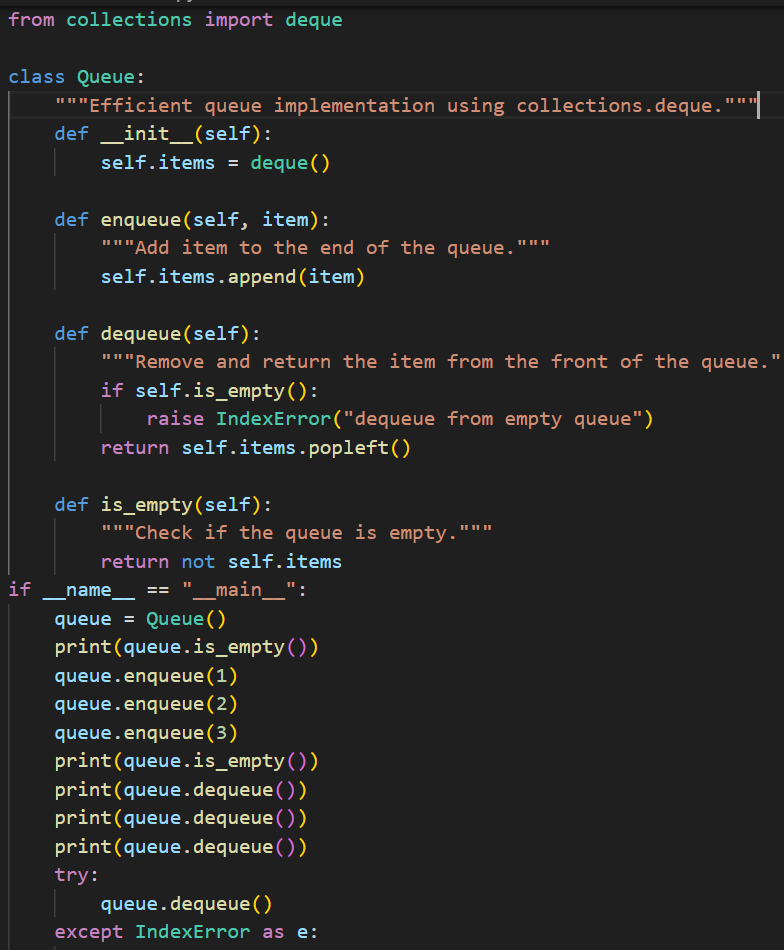 from collections import deque

class Queue:
    """Efficient queue implementation using collections.deque."""
    def __init__(self):
        self.items = deque()

    def enqueue(self, item):
        """Add item to the end of the queue."""
        self.items.append(item)

    def dequeue(self):
        """Remove and return the item from the front of the queue."
        if self.is_empty():
            raise IndexError("dequeue from empty queue")
        return self.items.popleft()

    def is_empty(self):
        """Check if the queue is empty."""
        return not self.items
if __name__ == "__main__":
    queue = Queue()
    print(queue.is_empty())
    queue.enqueue(1)
    queue.enqueue(2)
    queue.enqueue(3)
    print(queue.is_empty())
    print(queue.dequeue())
    print(queue.dequeue())
    print(queue.dequeue())
    try:
        queue.dequeue()
    except IndexError as e: